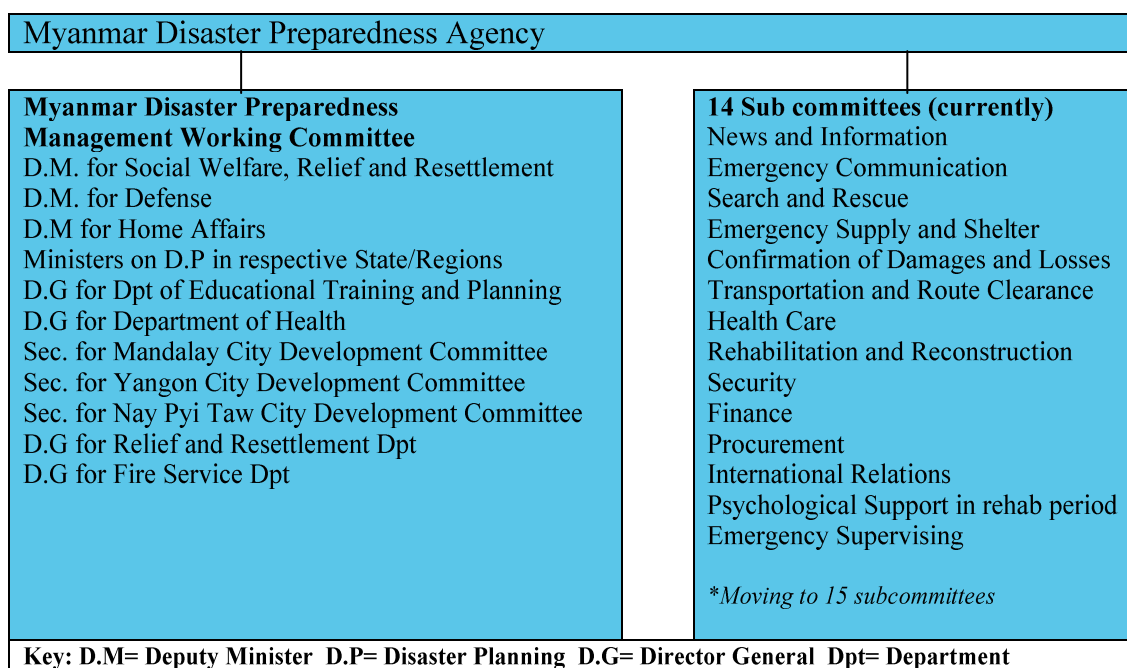 Myanmar Disaster Preparedness Agency
Myanmar Disaster Preparedness
Management Working Committee
D.M. for Social Welfare, Relief and Resettlement
D.M. for Defense
D.M for Home Affairs
Ministers on D.P in respective State/Regions
D.G for Dpt of Educational Training and Planning
D.G for Department of Health
Sec. for Mandalay City Development Committee
Sec. for Yangon City Development Committee
Sec. for Nay Pyi Taw City Development Committee
D.G for Relief and Resettlement Dpt
D.G for Fire Service Dpt
14 Sub committees (currently)
News and Information
Emergency Communication
Search and Rescue
Emergency Supply and Shelter
Confirmation of Damages and Losses
Transportation and Route Clearance
Health Care
Rehabilitation and Reconstruction
Security
Finance
Procurement
International Relations
Psychological Support in rehab period
Emergency Supervising
*Moving to 15 subcommittees
Key: D.M= Deputy Minister D.P= Disaster Planning D.G= Director General Dpt= Department